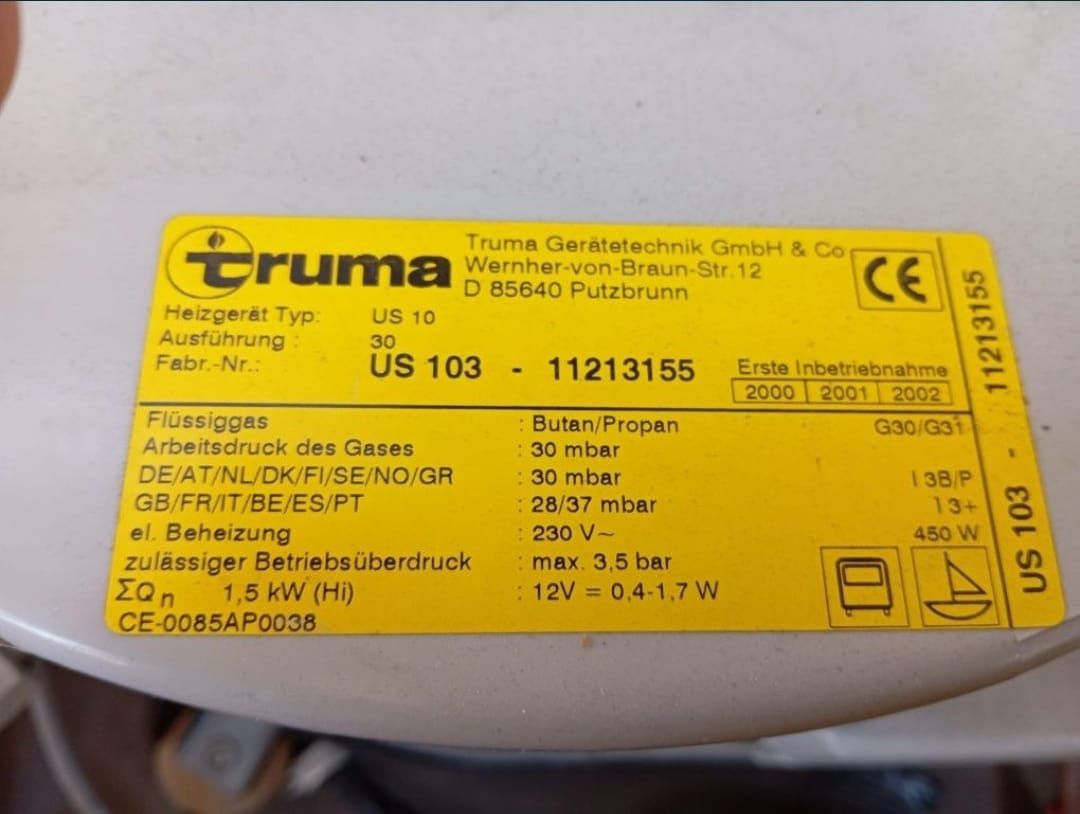 truma
Truma Gerätetechnik GmbH & Co
Wernher-von-Braun-Str.12
D 85640 Putzbrunn
CE
Heizgerät Typ: US 10
Ausführung : 30
Fabr.-Nr.: US 103 - 11213155
Erste Inbetriebnahme
2000 2001 2002
Flüssiggas : Butan/Propan G30/G31
Arbeitsdruck des Gases : 30 mbar
DE/AT/NL/DK/FI/SE/NO/GR : 30 mbar I 3B/P
GB/FR/IT/BE/ES/PT : 28/37 mbar I 3+
el. Beheizung : 230 V~ 450 W
zulässiger Betriebsüberdruck : max. 3,5 bar
ΣQn 1,5 kW (Hi) : 12V = 0,4-1,7 W
CE-0085AP0038
US 103 - 11213155